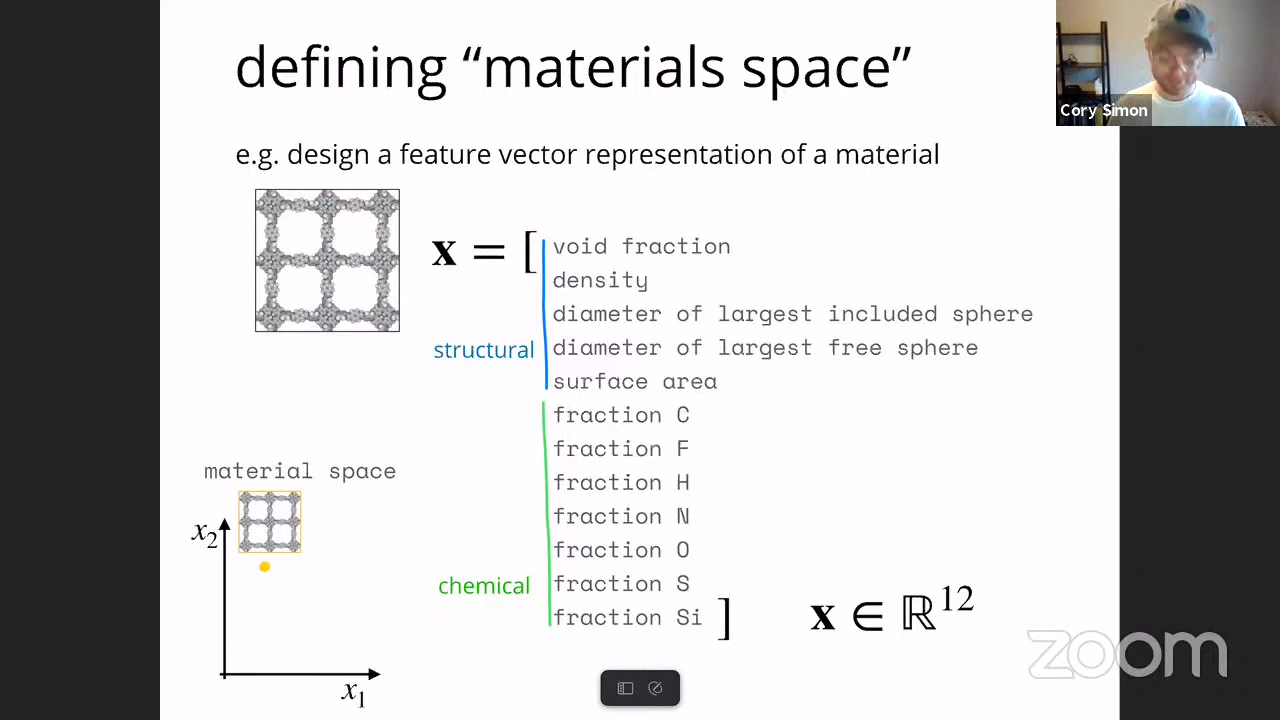 defining “materials space”
Cory Simon
e.g. design a feature vector representation of a material
x = [
void fraction
density
diameter of largest included sphere
diameter of largest free sphere
surface area
structural
fraction C
fraction F
fraction H
fraction N
fraction O
fraction S
fraction Si ]
chemical
x ∈ ℝ¹²
material space
x₂
x₁
zoom